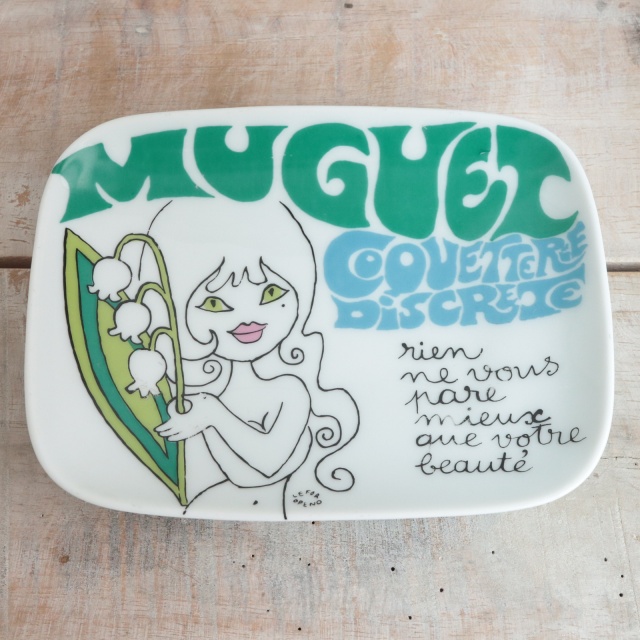 MUGUET
COQUETTERIE
DISCRETE
rien
ne vous
pare
mieux
que votre
beauté